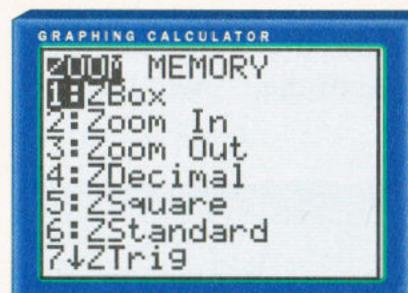 GRAPHING CALCULATOR
ZOOM MEMORY
1:ZBox
2:Zoom In
3:Zoom Out
4:ZDecimal
5:ZSquare
6:ZStandard
7↓ZTrig